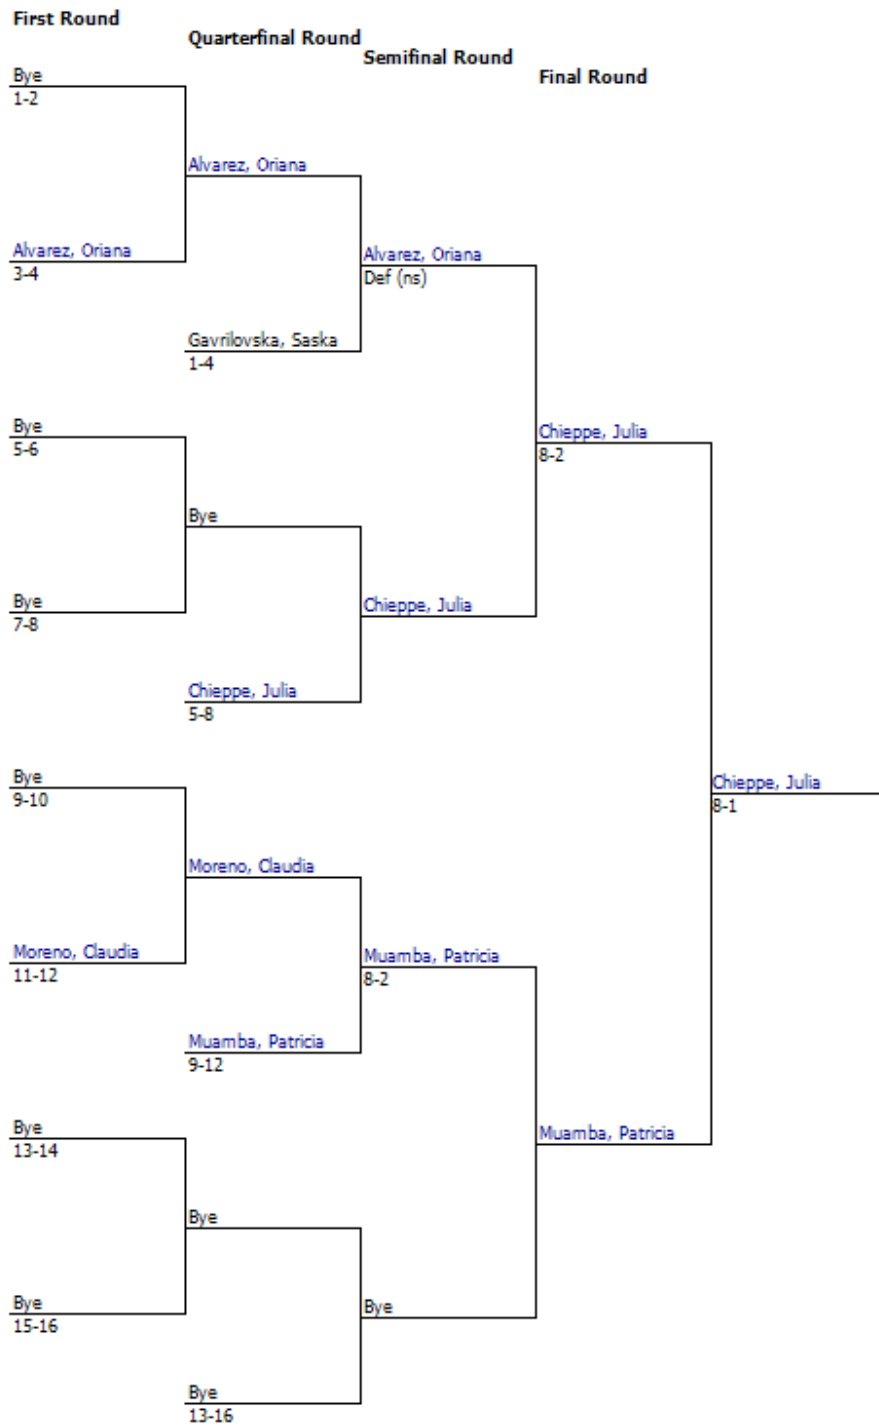 First Round
Quarterfinal Round
Semifinal Round
Final Round
Bye
1-2
Alvarez, Oriana
Alvarez, Oriana
3-4
Alvarez, Oriana
Def (ns)
Gavrilovska, Saska
1-4
Bye
5-6
Chieppe, Julia
8-2
Bye
Bye
7-8
Chieppe, Julia
Chieppe, Julia
5-8
Bye
9-10
Chieppe, Julia
8-1
Moreno, Claudia
Moreno, Claudia
11-12
Muamba, Patricia
8-2
Muamba, Patricia
9-12
Bye
13-14
Muamba, Patricia
Bye
Bye
15-16
Bye
Bye
13-16